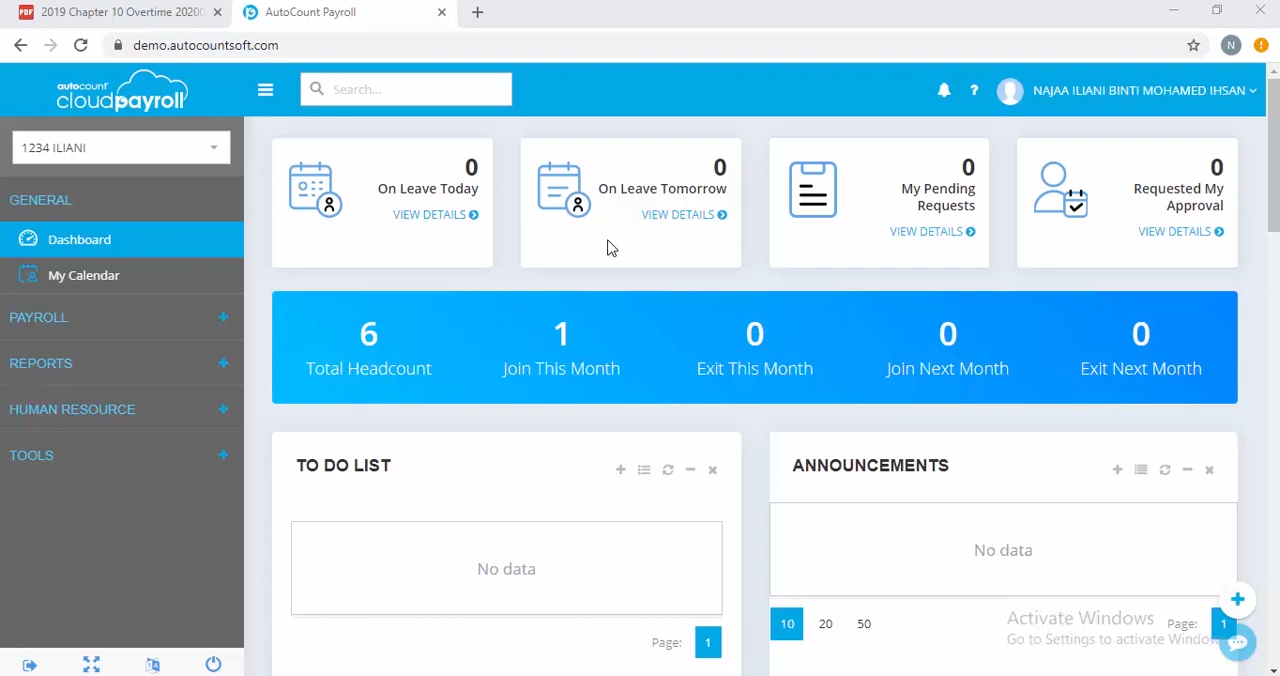 2019 Chapter 10 Overtime 2020
AutoCount Payroll
demo.autocountsoft.com
N
autocount
cloudpayroll
Search...
?
NAJAA ILIANI BINTI MOHAMED IHSAN
1234 ILIANI
GENERAL
Dashboard
My Calendar
PAYROLL
REPORTS
HUMAN RESOURCE
TOOLS
0
On Leave Today
VIEW DETAILS
0
On Leave Tomorrow
VIEW DETAILS
0
My Pending
Requests
VIEW DETAILS
0
Requested My
Approval
VIEW DETAILS
6
Total Headcount
1
Join This Month
0
Exit This Month
0
Join Next Month
0
Exit Next Month
TO DO LIST
No data
Page: 1
ANNOUNCEMENTS
No data
10 20 50
Page: 1
Activate Windows
Go to Settings to activate Windo